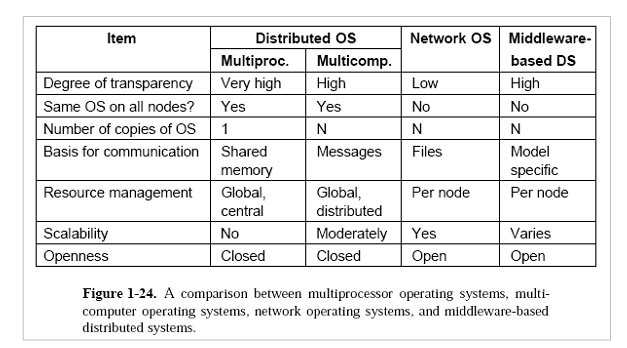 Item Distributed OS Network OS Middleware-
Multiproc. Multicomp. based DS
Degree of transparency Very high High Low High
Same OS on all nodes? Yes Yes No No
Number of copies of OS 1 N N N
Basis for communication Shared Messages Files Model
memory specific
Resource management Global, Global, Per node Per node
central distributed
Scalability No Moderately Yes Varies
Openness Closed Closed Open Open
Figure 1-24. A comparison between multiprocessor operating systems, multi-
computer operating systems, network operating systems, and middleware-based
distributed systems.